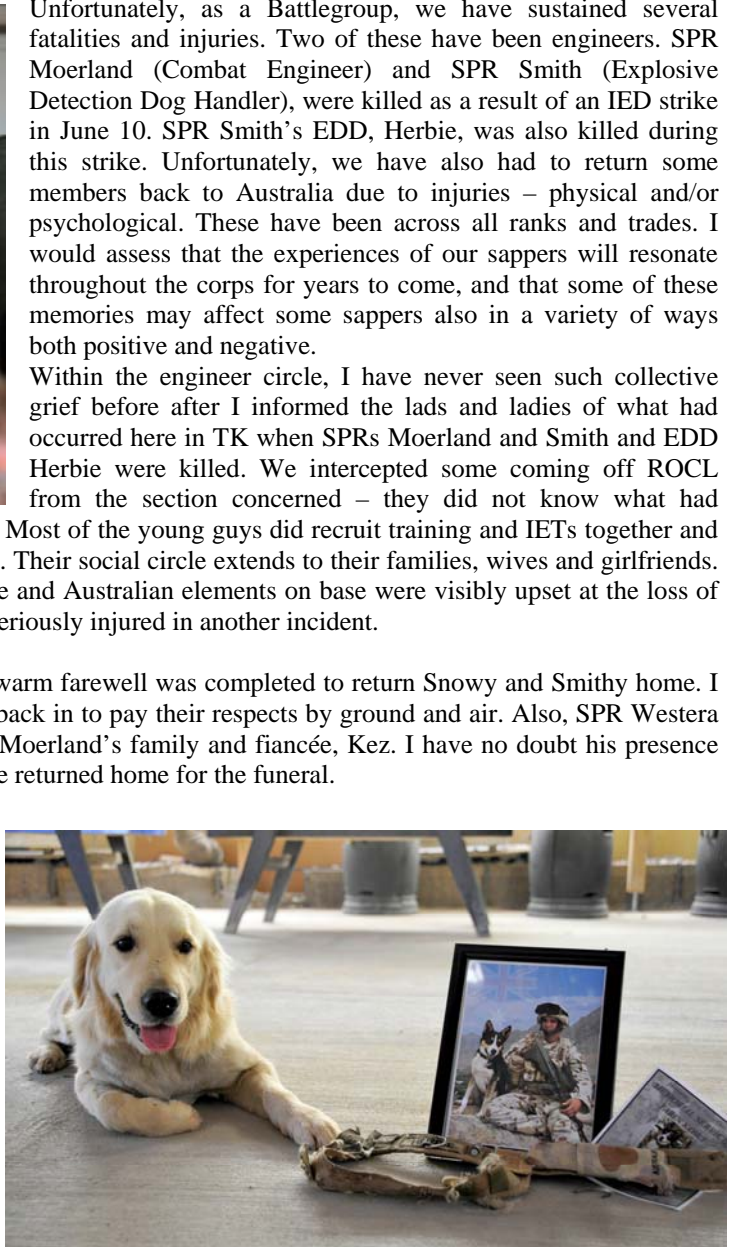 Unfortunately, as a Battlegroup, we have sustained several
fatalities and injuries. Two of these have been engineers. SPR
Moerland (Combat Engineer) and SPR Smith (Explosive
Detection Dog Handler), were killed as a result of an IED strike
in June 10. SPR Smith’s EDD, Herbie, was also killed during
this strike. Unfortunately, we have also had to return some
members back to Australia due to injuries – physical and/or
psychological. These have been across all ranks and trades. I
would assess that the experiences of our sappers will resonate
throughout the corps for years to come, and that some of these
memories may affect some sappers also in a variety of ways
both positive and negative.
Within the engineer circle, I have never seen such collective
grief before after I informed the lads and ladies of what had
occurred here in TK when SPRs Moerland and Smith and EDD
Herbie were killed. We intercepted some coming off ROCL
from the section concerned – they did not know what had
Most of the young guys did recruit training and IETs together and
. Their social circle extends to their families, wives and girlfriends.
e and Australian elements on base were visibly upset at the loss of
eriously injured in another incident.
warm farewell was completed to return Snowy and Smithy home. I
back in to pay their respects by ground and air. Also, SPR Westera
Moerland’s family and fiancée, Kez. I have no doubt his presence
e returned home for the funeral.